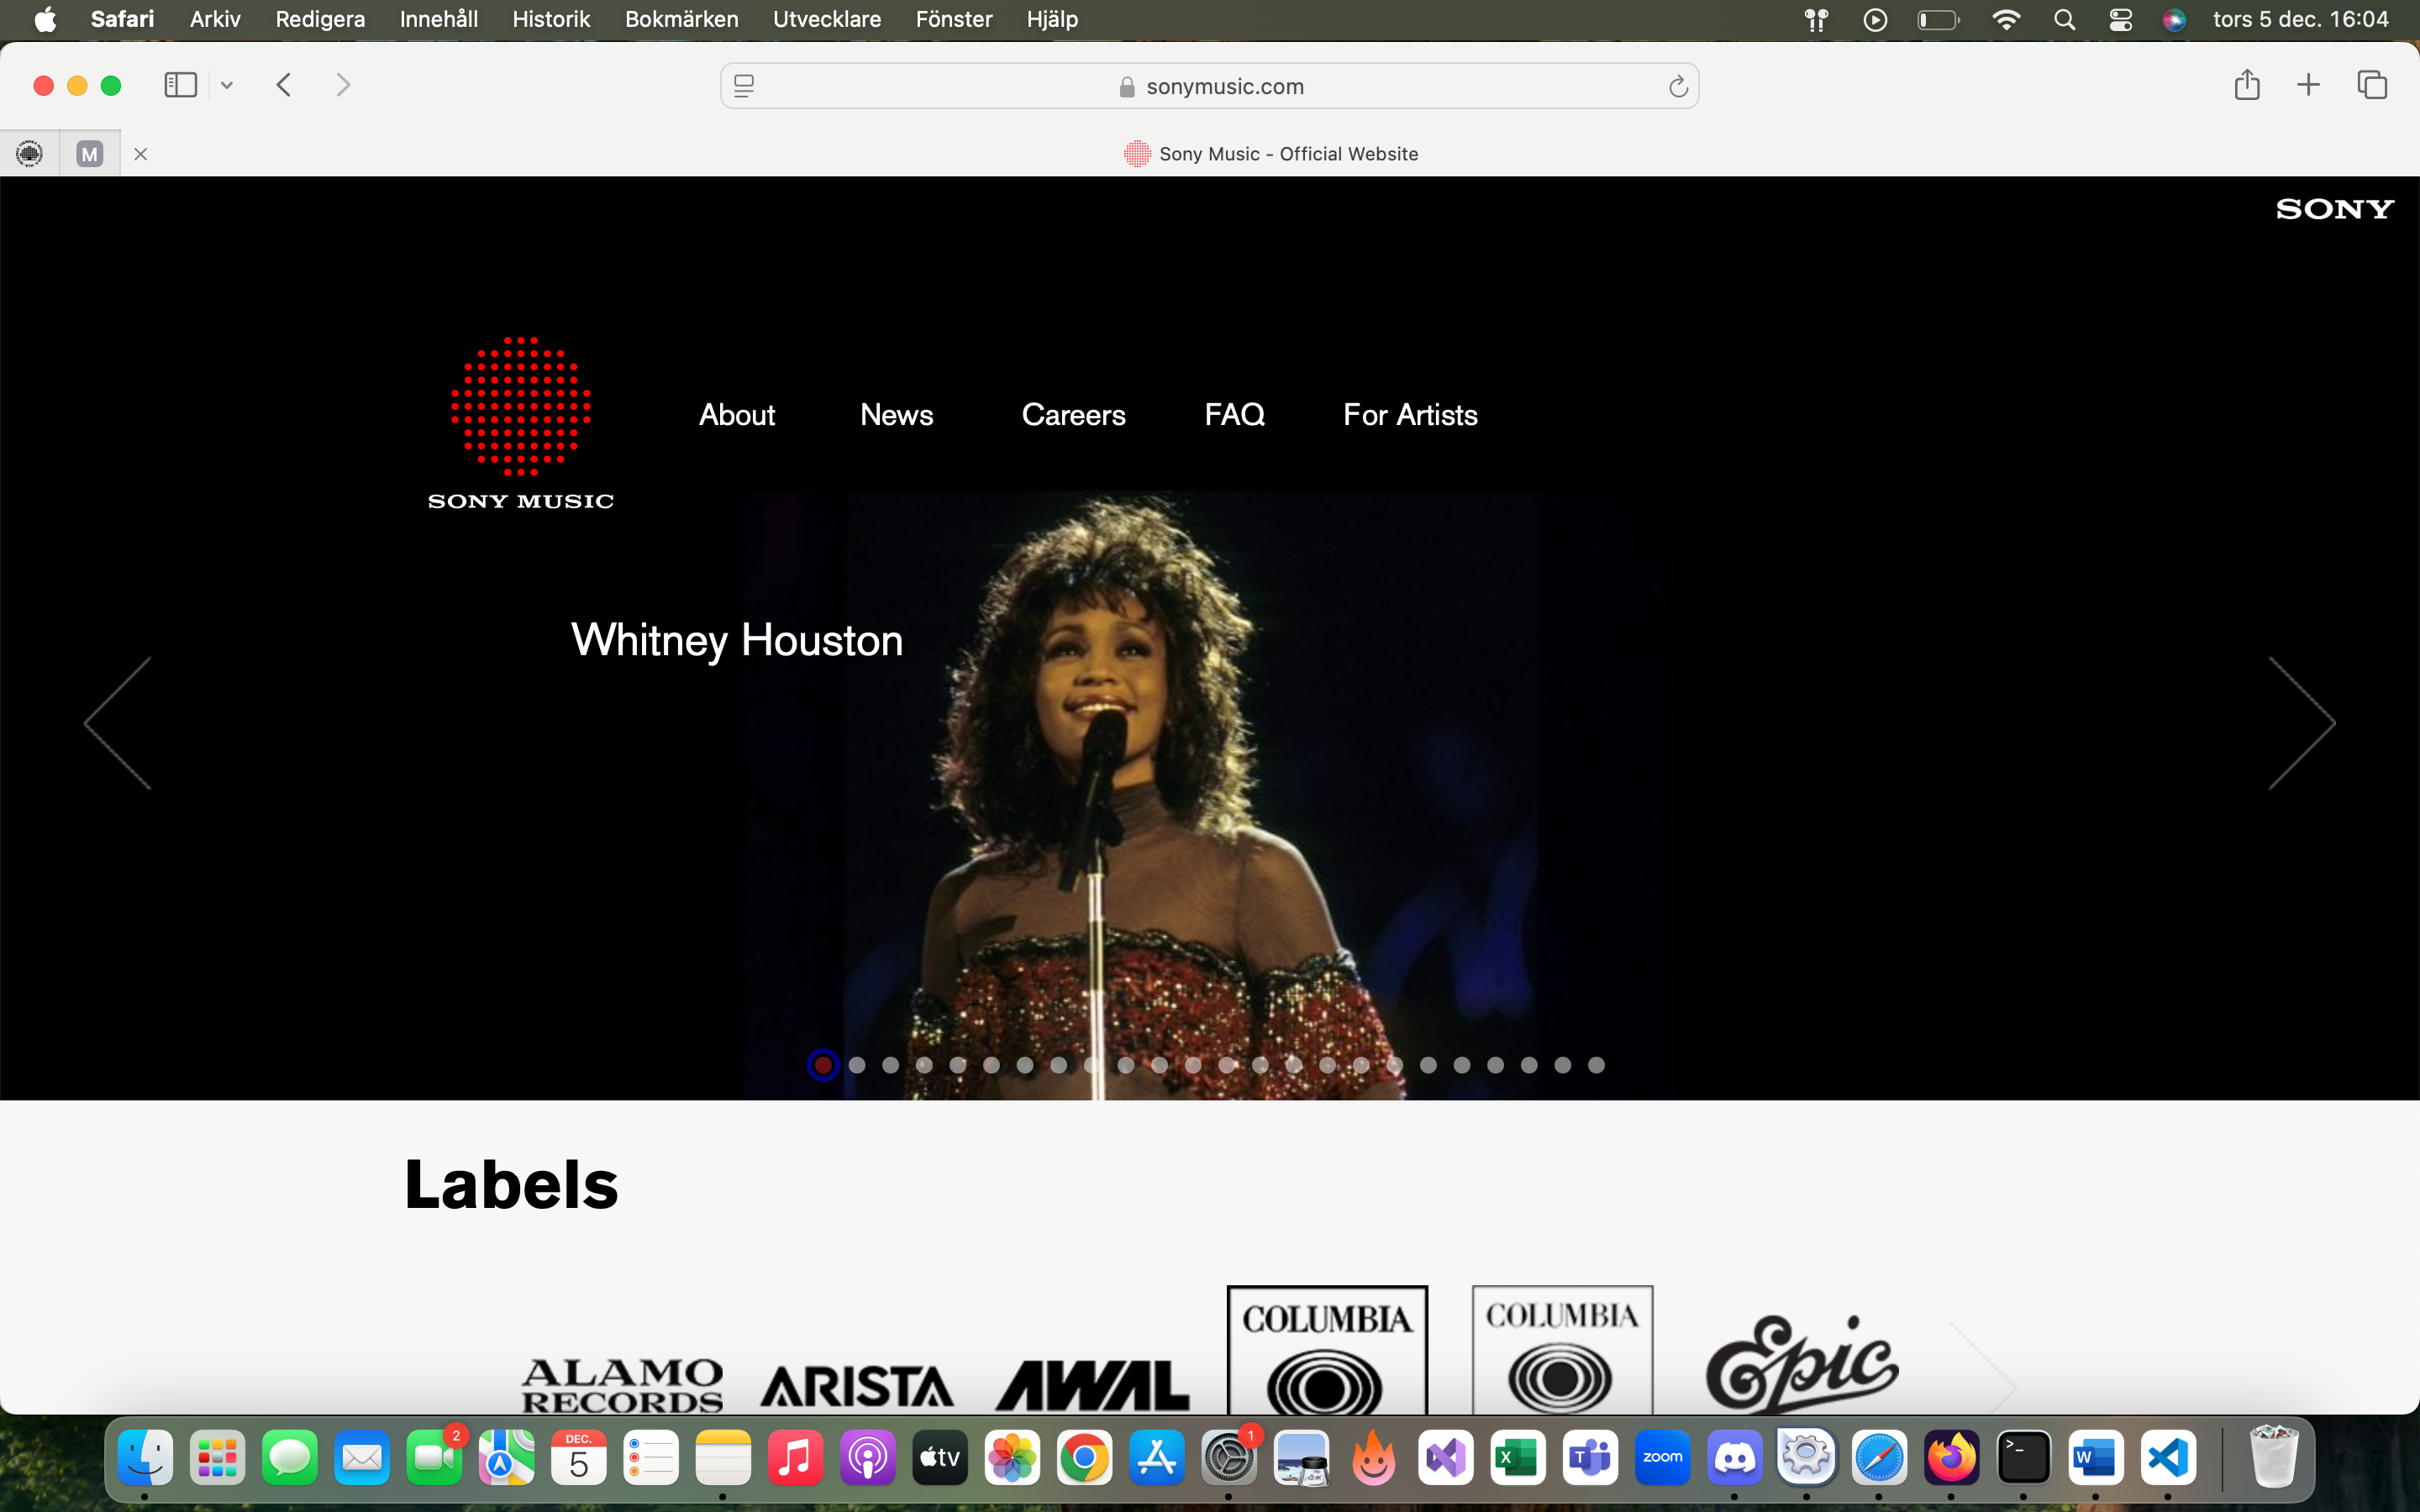 Safari Arkiv Redigera Innehåll Historik Bokmärken Utvecklare Fönster Hjälp tors 5 dec. 16:04
sonymusic.com
M Sony Music - Official Website
SONY
About News Careers FAQ For Artists
SONY MUSIC
Whitney Houston
Labels
COLUMBIA COLUMBIA
ALAMO RECORDS ARISTA AWAL Epic
2 DEC. 5 tv 1 X T zoom >_ W